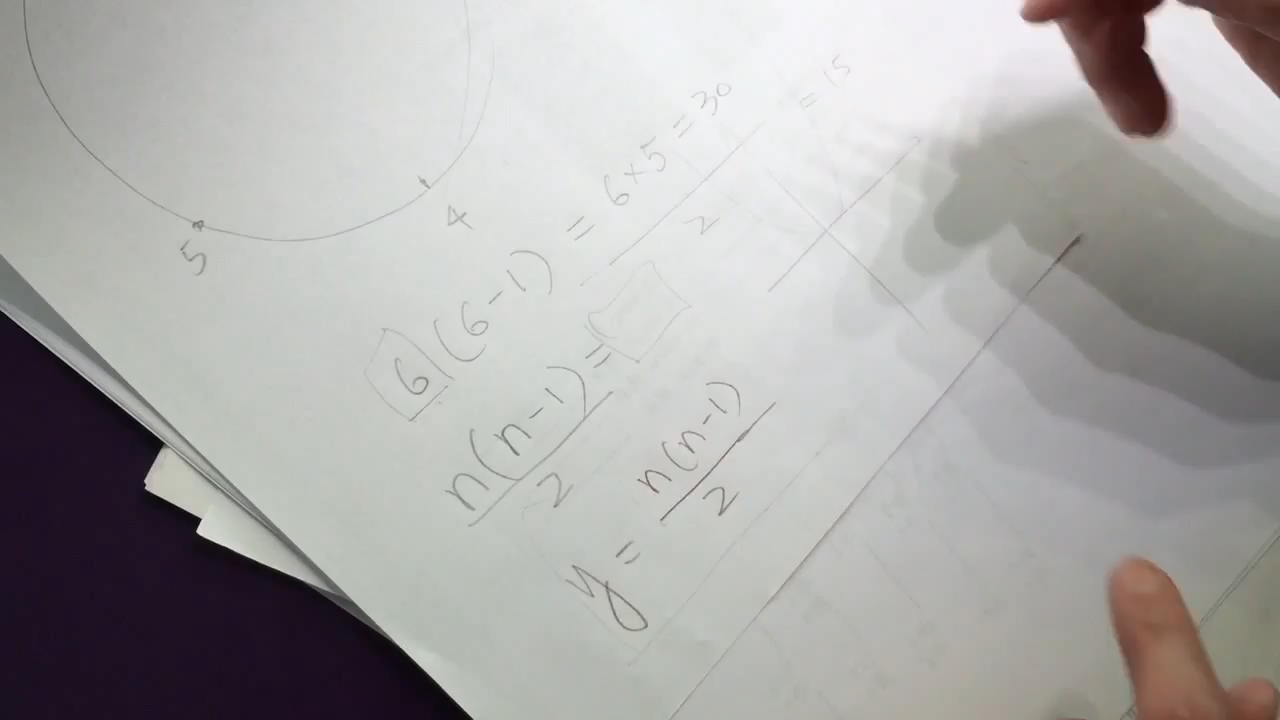 5
4
6(6-1) = 6×5 = 30 = 15
2
n(n-1) =
2
y = n(n-1)
2